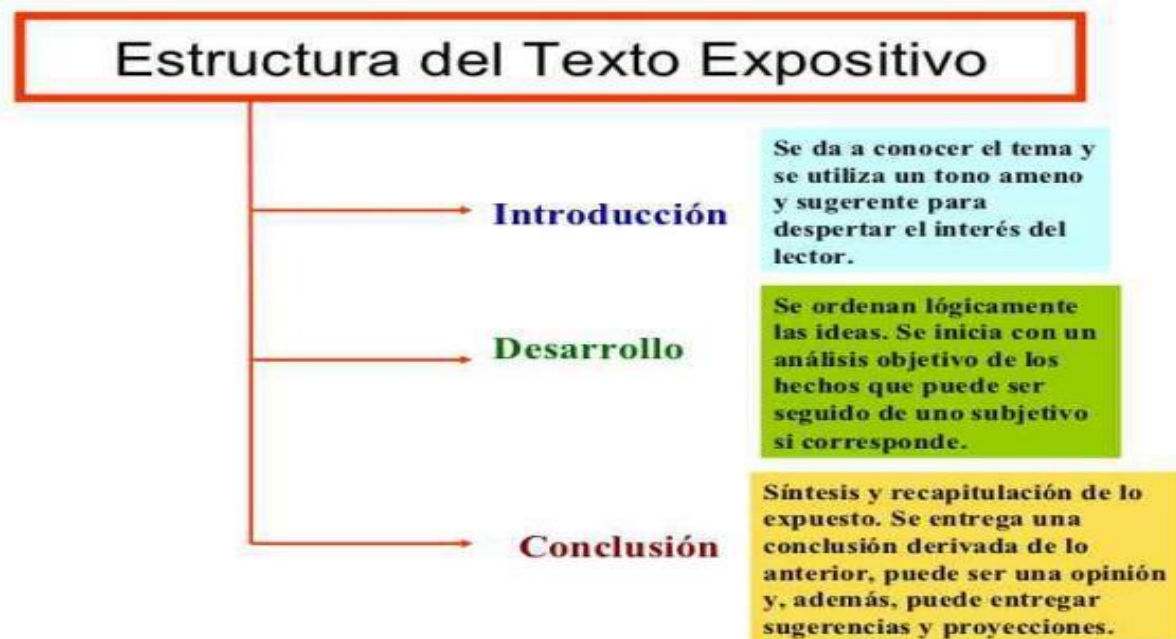 Estructura del Texto Expositivo
Introducción
Se da a conocer el tema y
se utiliza un tono ameno
y sugerente para
despertar el interés del
lector.
Desarrollo
Se ordenan lógicamente
las ideas. Se inicia con un
análisis objetivo de los
hechos que puede ser
seguido de uno subjetivo
si corresponde.
Conclusión
Síntesis y recapitulación de lo
expuesto. Se entrega una
conclusión derivada de lo
anterior, puede ser una opinión
y, además, puede entregar
sugerencias y proyecciones.